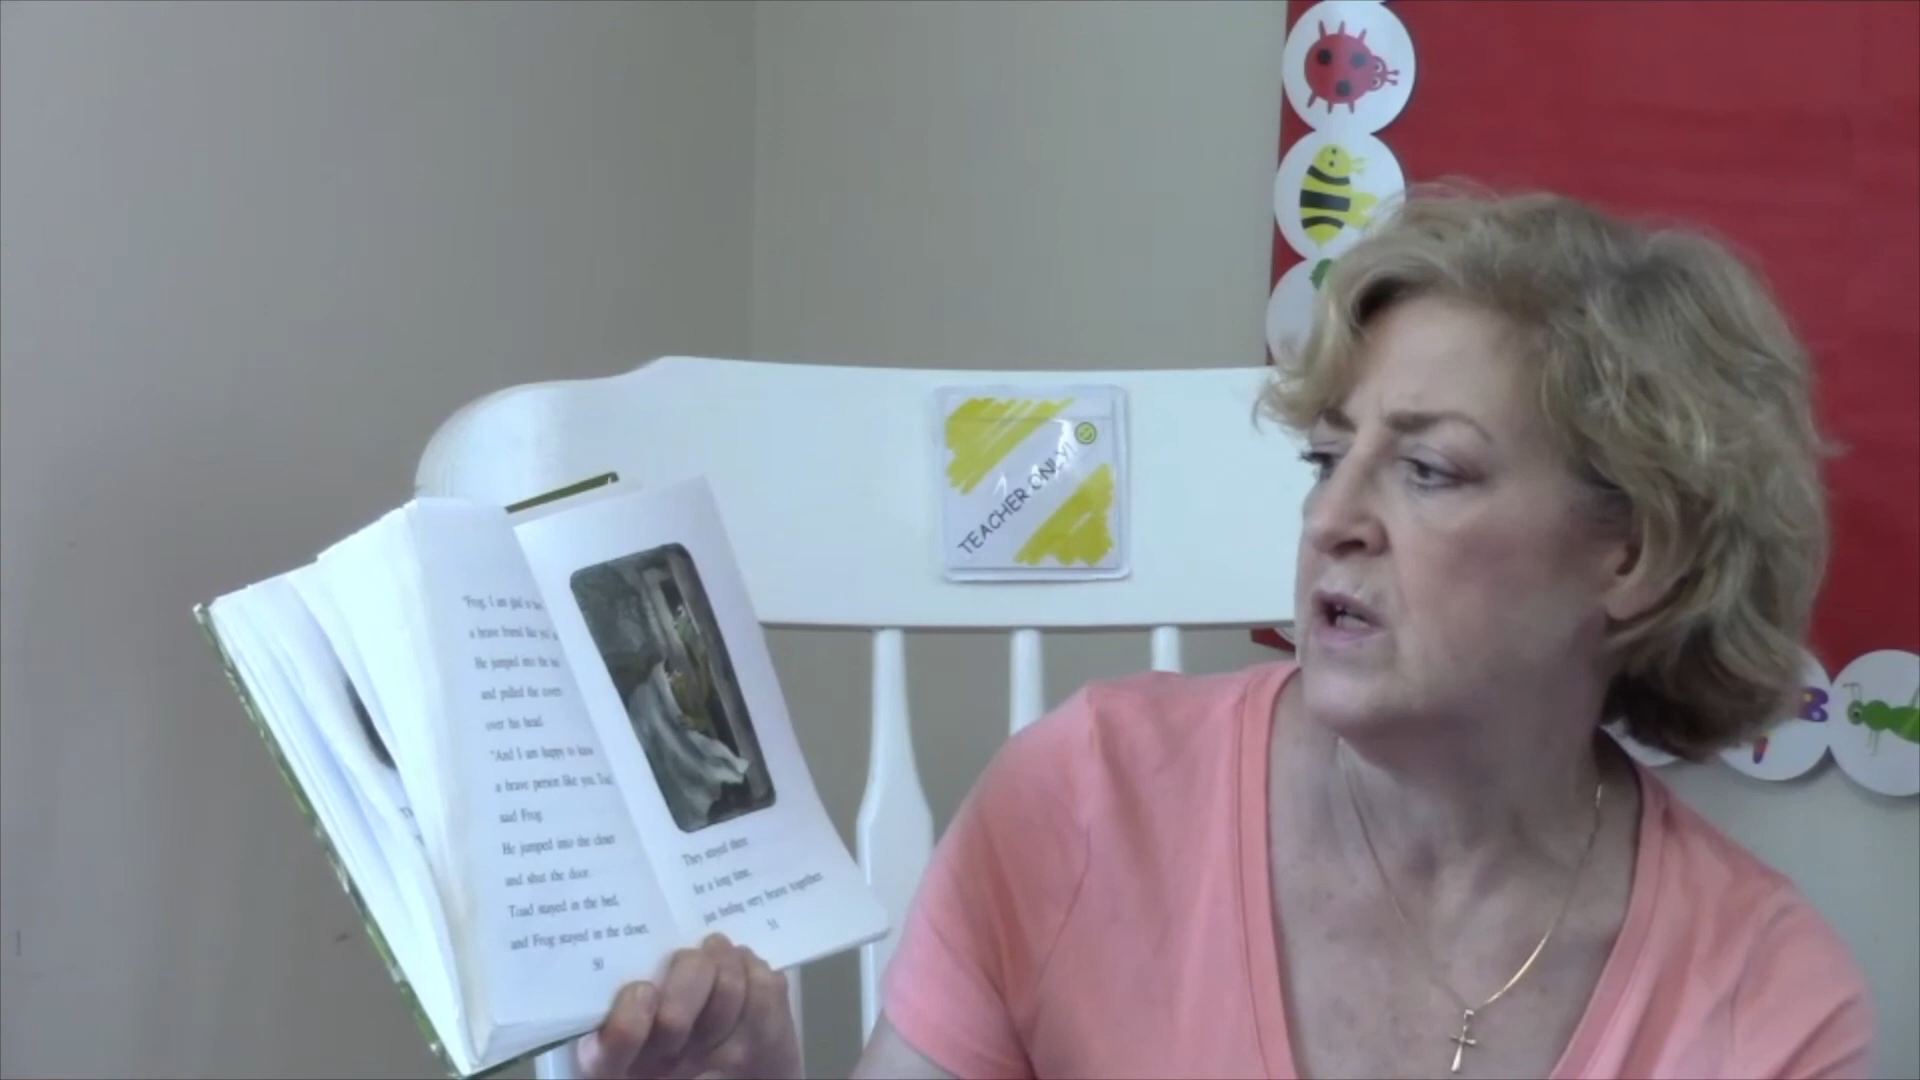 "Frog, I am glad to
a brave friend like you
He jumped into the
and pulled the covers
over his head.
"And I am happy to know
a brave person like you, Toad
said Frog.
He jumped into the closet
and shut the door.
Toad stayed in the bed,
and Frog stayed in the closet.
50
They stayed there
for a long time,
just feeling very brave together.
51
TEACHER ONLY!